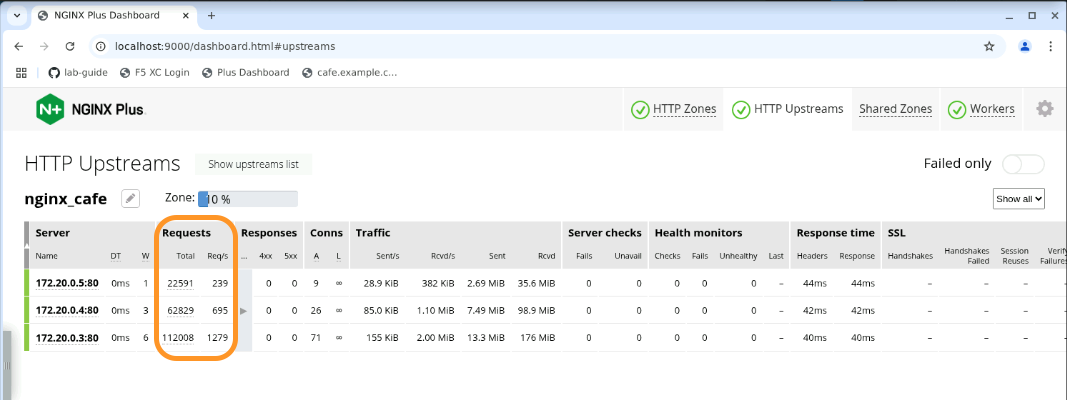 NGINX Plus Dashboard
localhost:9000/dashboard.html#upstreams
lab-guide F5 XC Login Plus Dashboard cafe.example.c...
N+ NGINX Plus HTTP Zones HTTP Upstreams Shared Zones Workers
HTTP Upstreams Show upstreams list Failed only
nginx_cafe Zone: 10 % Show all
Server Requests Responses Conns Traffic Server checks Health monitors Response time SSL
Name DT W Total Req/s ... 4xx 5xx A L Sent/s Rcvd/s Sent Rcvd Fails Unavail Checks Fails Unhealthy Last Headers Response Handshakes Handshakes Failed Session Reuses Verify Failures
172.20.0.5:80 0ms 1 22591 239 0 0 9 ∞ 28.9 KiB 382 KiB 2.69 MiB 35.6 MiB 0 0 0 0 0 – 44ms 44ms – – – –
172.20.0.4:80 0ms 3 62829 695 0 0 26 ∞ 85.0 KiB 1.10 MiB 7.49 MiB 98.9 MiB 0 0 0 0 0 – 42ms 42ms – – – –
172.20.0.3:80 0ms 6 112008 1279 0 0 71 ∞ 155 KiB 2.00 MiB 13.3 MiB 176 MiB 0 0 0 0 0 – 40ms 40ms – – – –